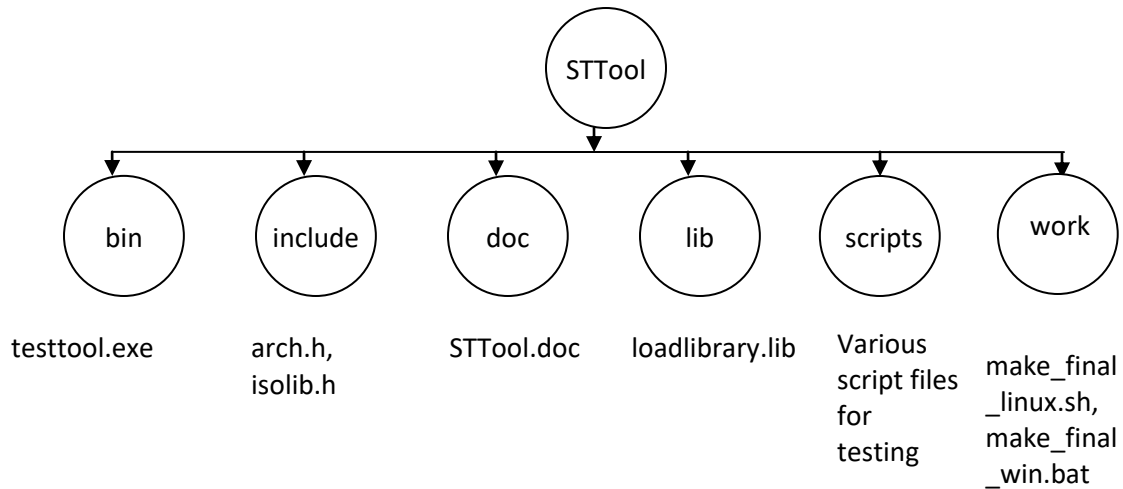 STTool
bin
include
doc
lib
scripts
work
testtool.exe
arch.h,
isolib.h
STTool.doc
loadlibrary.lib
Various
script files
for
testing
make_final
_linux.sh,
make_final
_win.bat